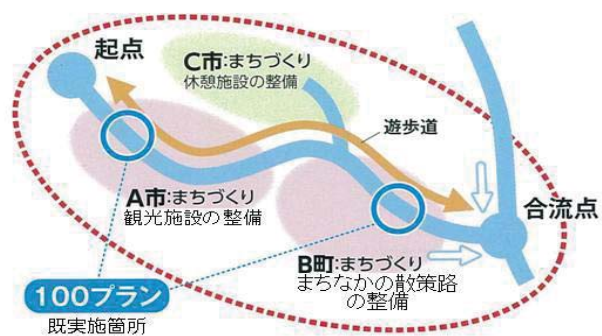 起点
C市:まちづくり
休憩施設の整備
遊歩道
A市:まちづくり
観光施設の整備
合流点
B町:まちづくり
まちなかの散策路
の整備
100プラン
既実施箇所